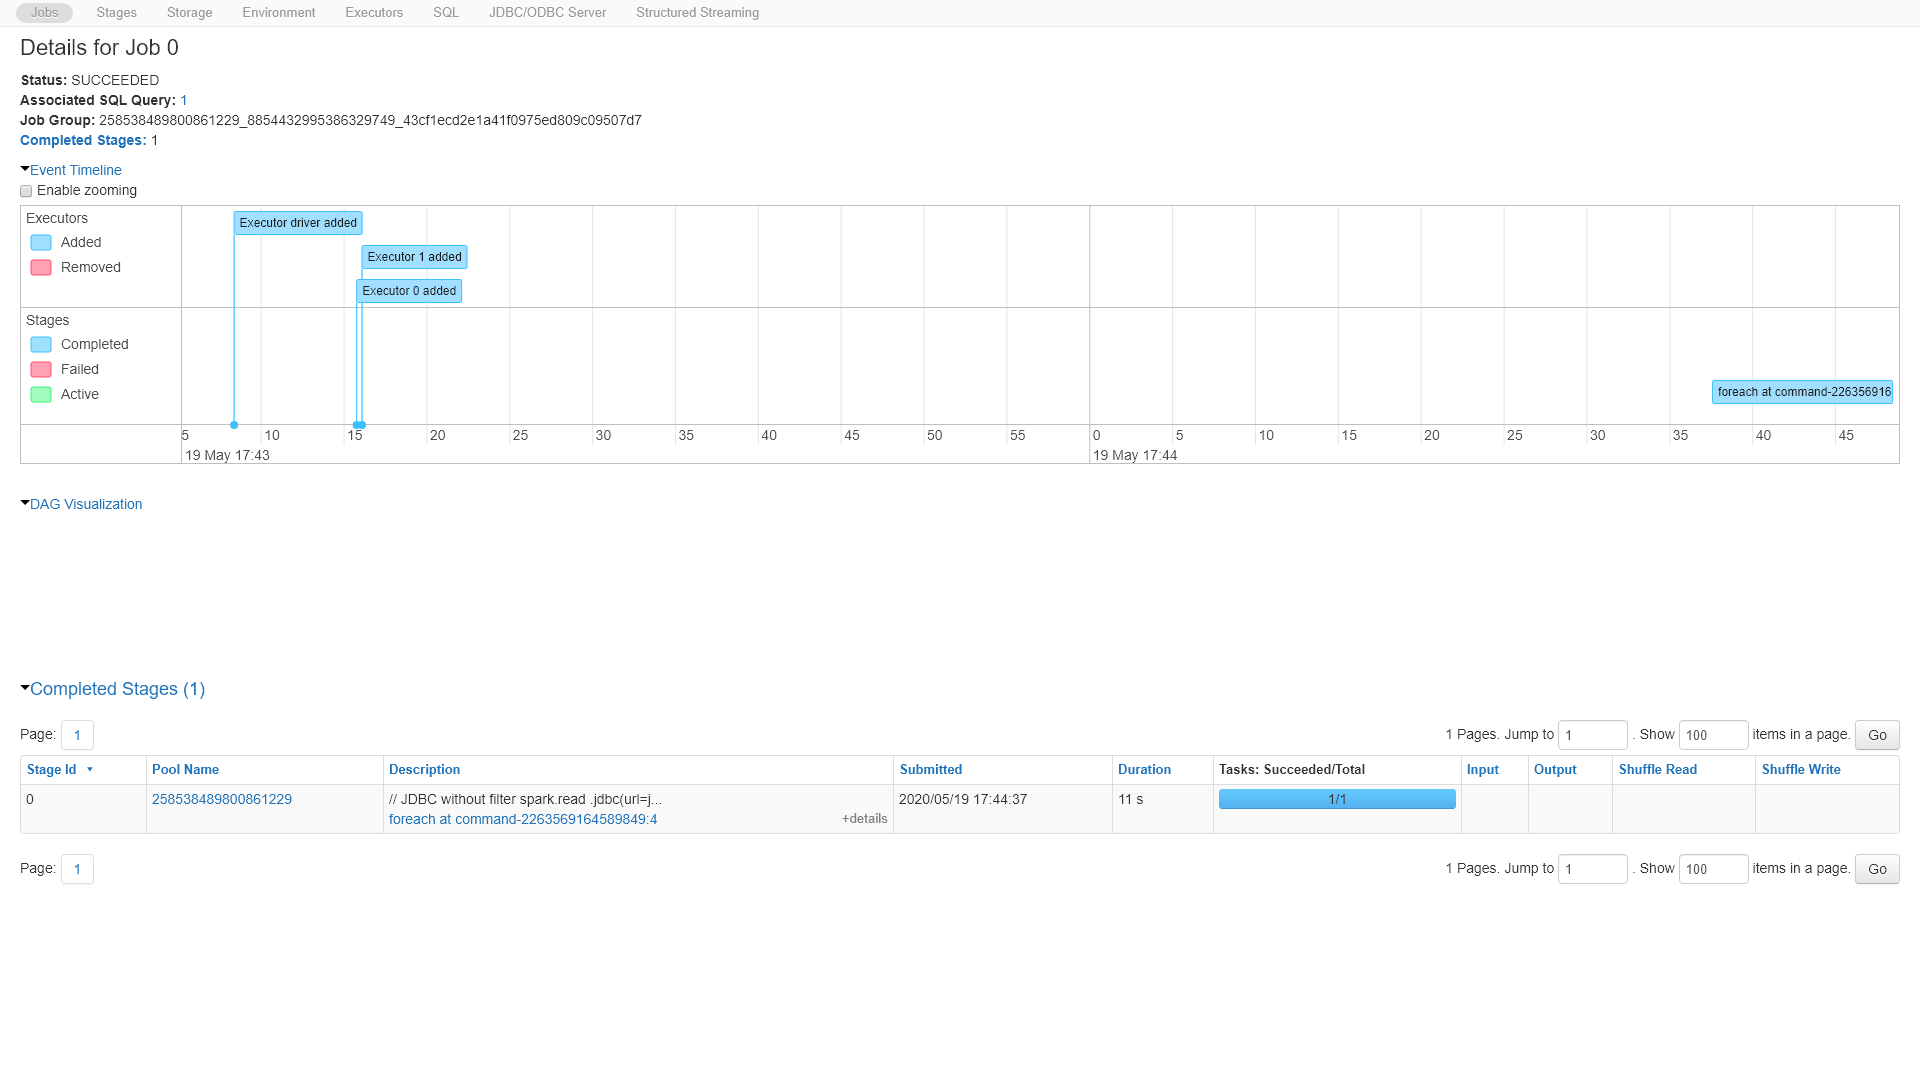 Jobs Stages Storage Environment Executors SQL JDBC/ODBC Server Structured Streaming
Details for Job 0
Status: SUCCEEDED
Associated SQL Query: 1
Job Group: 258538489800861229_8854432995386329749_43cf1ecd2e1a41f0975ed809c09507d7
Completed Stages: 1
Event Timeline
Enable zooming
Executors
Added
Removed
Executor driver added
Executor 1 added
Executor 0 added
Stages
Completed
Failed
Active
foreach at command-226356916
5 10 15 20 25 30 35 40 45 50 55 0 5 10 15 20 25 30 35 40 45
19 May 17:43 19 May 17:44
DAG Visualization
Completed Stages (1)
Page: 1 1 Pages. Jump to 1 . Show 100 items in a page. Go
Stage Id Pool Name Description Submitted Duration Tasks: Succeeded/Total Input Output Shuffle Read Shuffle Write
0 258538489800861229 // JDBC without filter spark.read .jdbc(url=j... 2020/05/19 17:44:37 11 s 1/1
foreach at command-2263569164589849:4 +details
Page: 1 1 Pages. Jump to 1 . Show 100 items in a page. Go